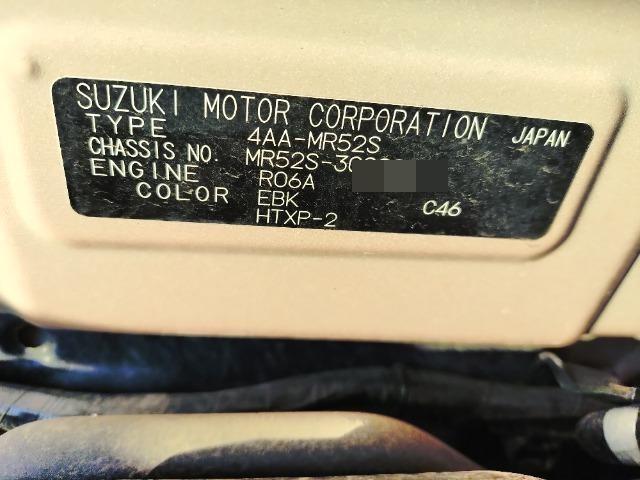 SUZUKI MOTOR CORPORATION JAPAN
TYPE 4AA-MR52S
CHASSIS NO. MR52S-
ENGINE R06A
COLOR EBK C46
HTXP-2